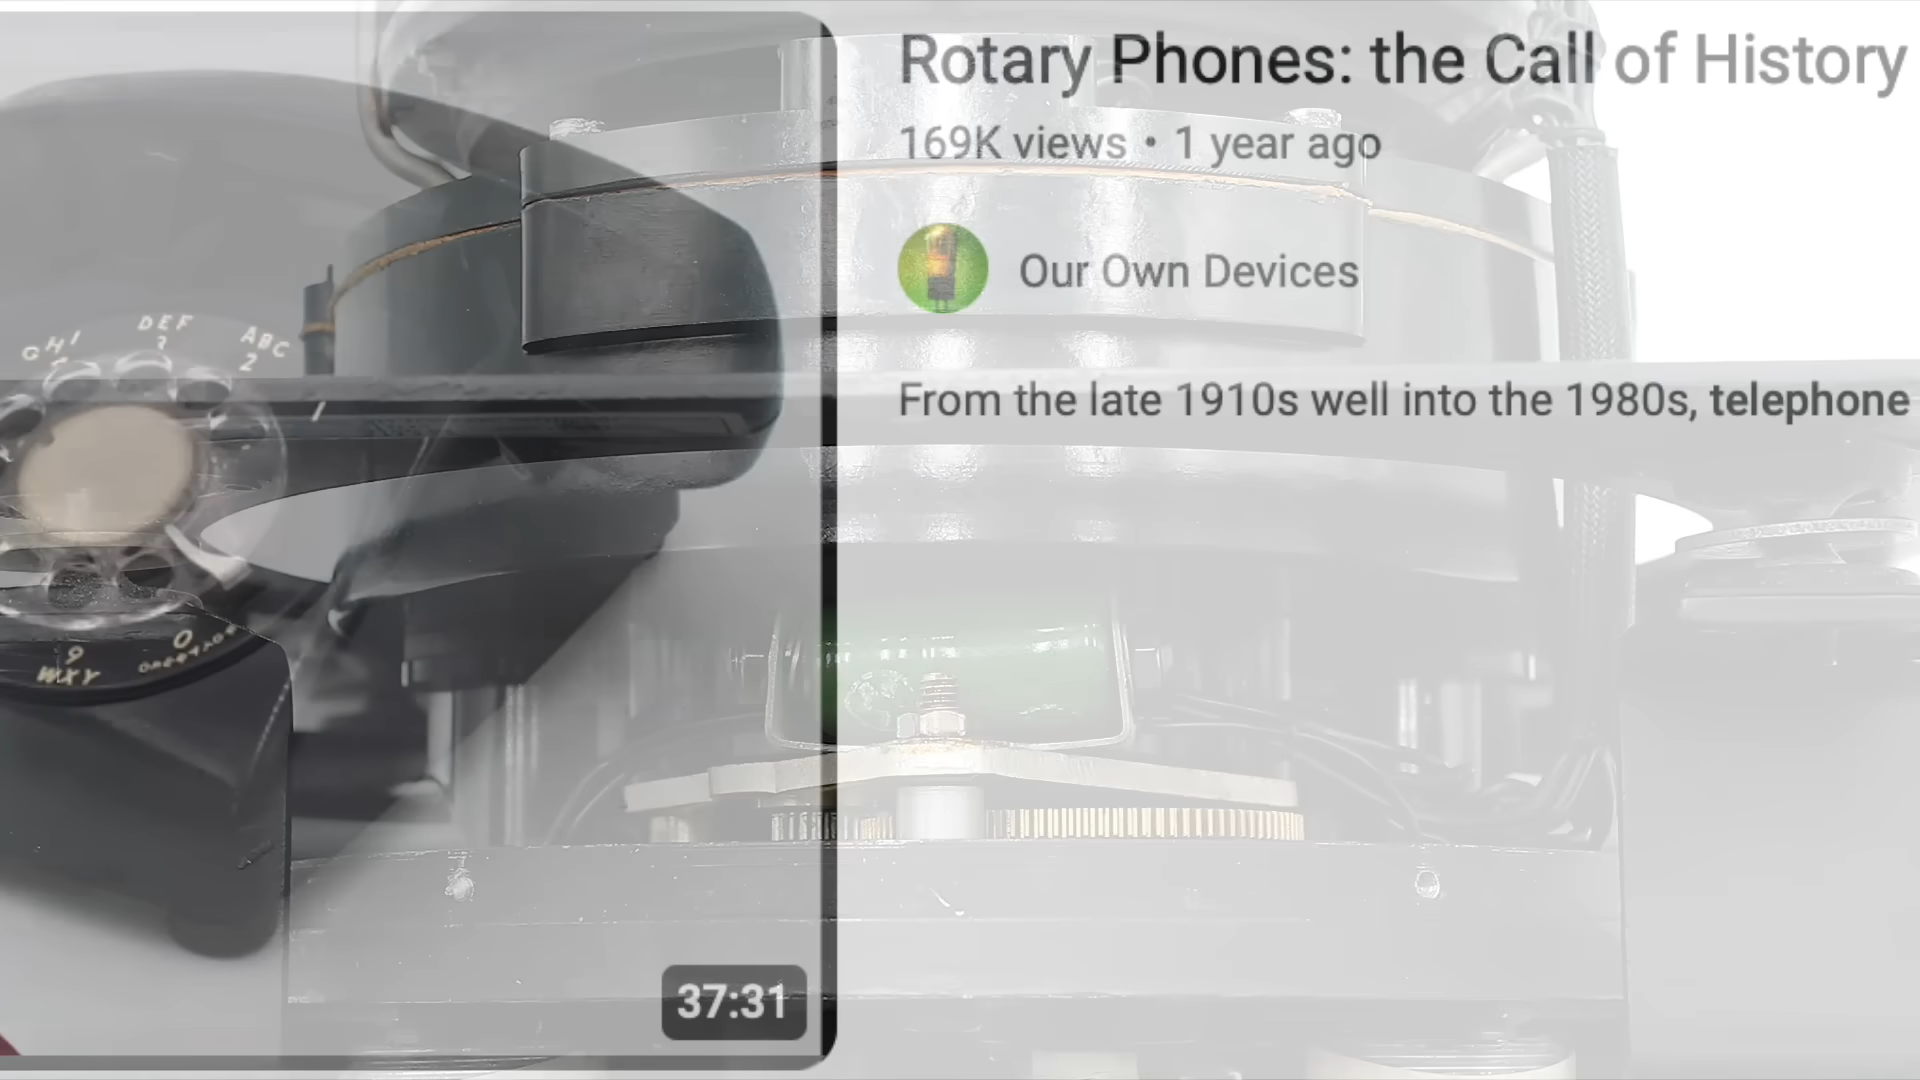 Rotary Phones: the Call of History
169K views • 1 year ago
Our Own Devices
From the late 1910s well into the 1980s, telephone
GHI
DEF
3
ABC
2
9
WXY
0
37:31